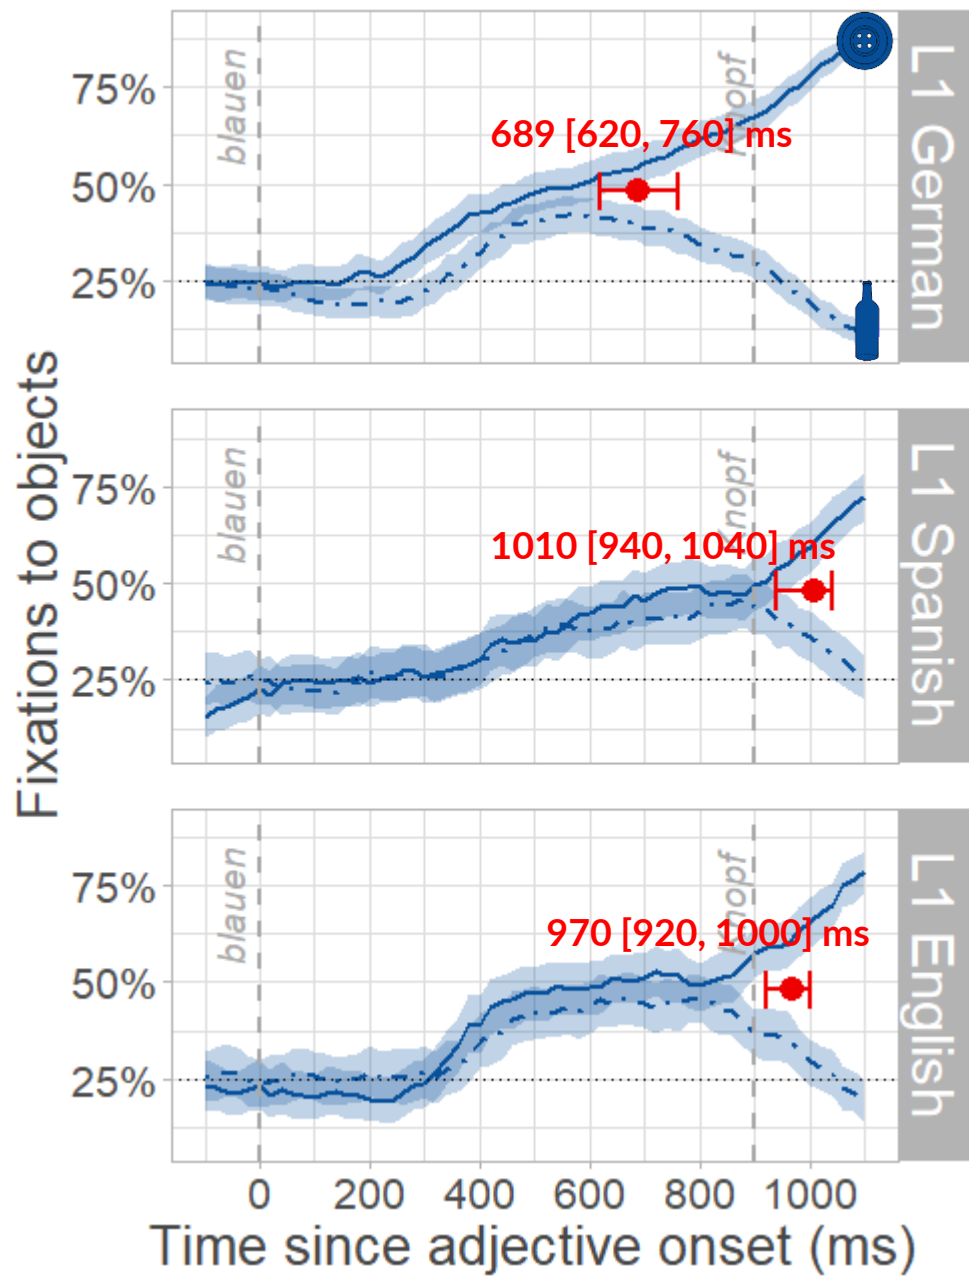 Fixations to objects
75%
50%
25%
blauen
Knopf
689 [620, 760] ms
L1 German
75%
50%
25%
blauen
Knopf
1010 [940, 1040] ms
L1 Spanish
75%
50%
25%
blauen
Knopf
970 [920, 1000] ms
L1 English
0 200 400 600 800 1000
Time since adjective onset (ms)